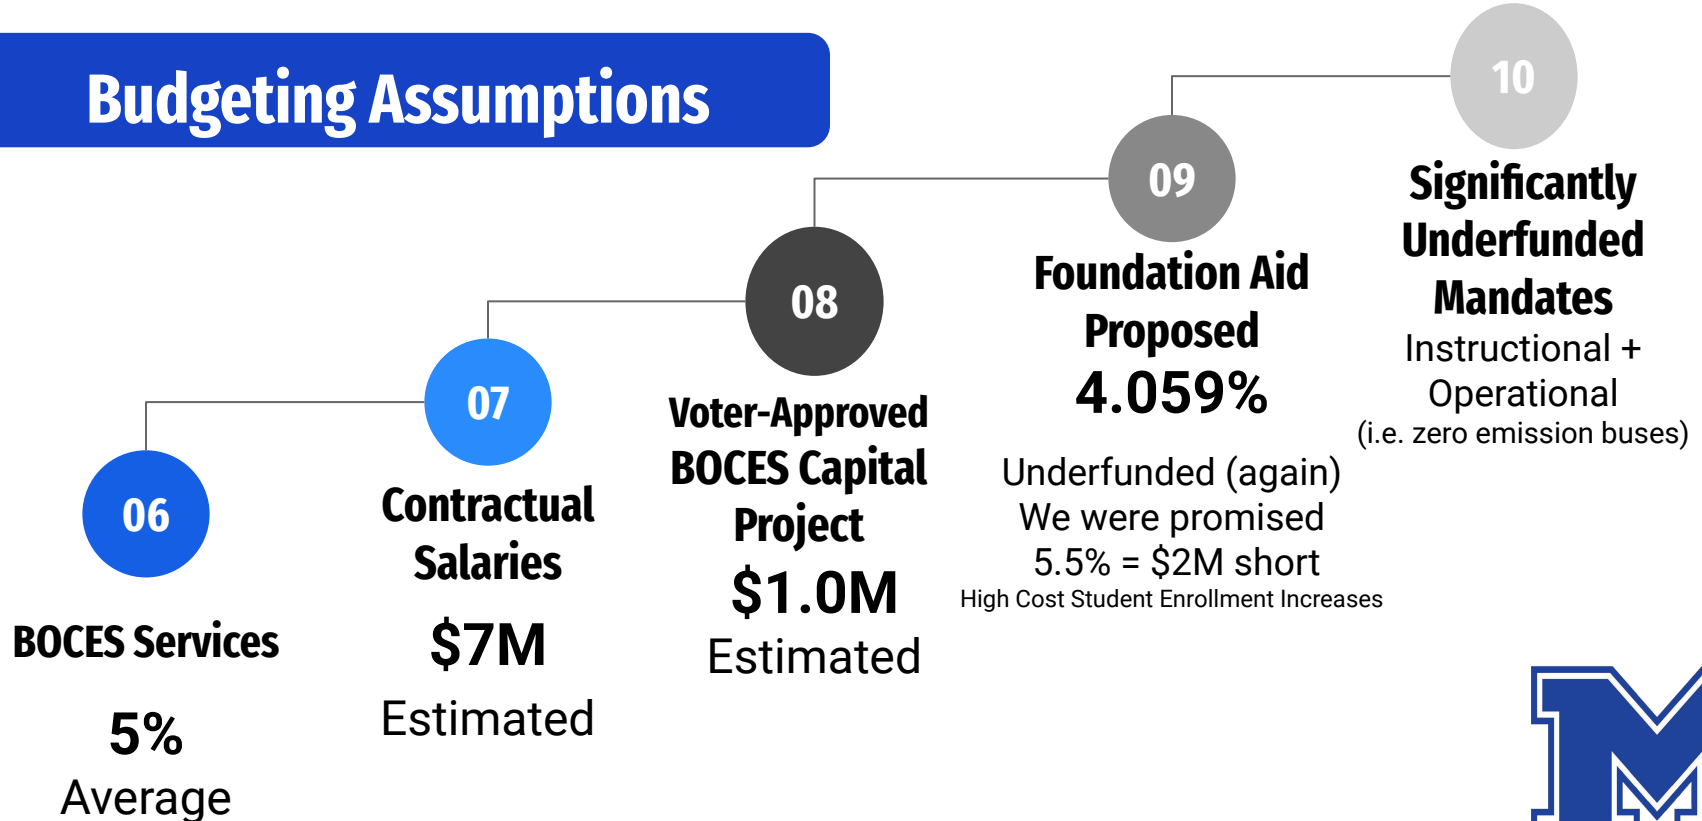 Budgeting Assumptions
06
BOCES Services
5%
Average
07
Contractual
Salaries
$7M
Estimated
08
Voter-Approved
BOCES Capital
Project
$1.0M
Estimated
09
Foundation Aid
Proposed
4.059%
Underfunded (again)
We were promised
5.5% = $2M short
High Cost Student Enrollment Increases
10
Significantly
Underfunded
Mandates
Instructional +
Operational
(i.e. zero emission buses)
M